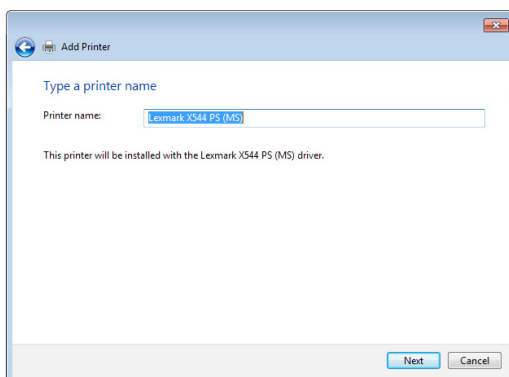 Add Printer
Type a printer name
Printer name: Lexmark X544 PS (MS)
This printer will be installed with the Lexmark X544 PS (MS) driver.
Next Cancel